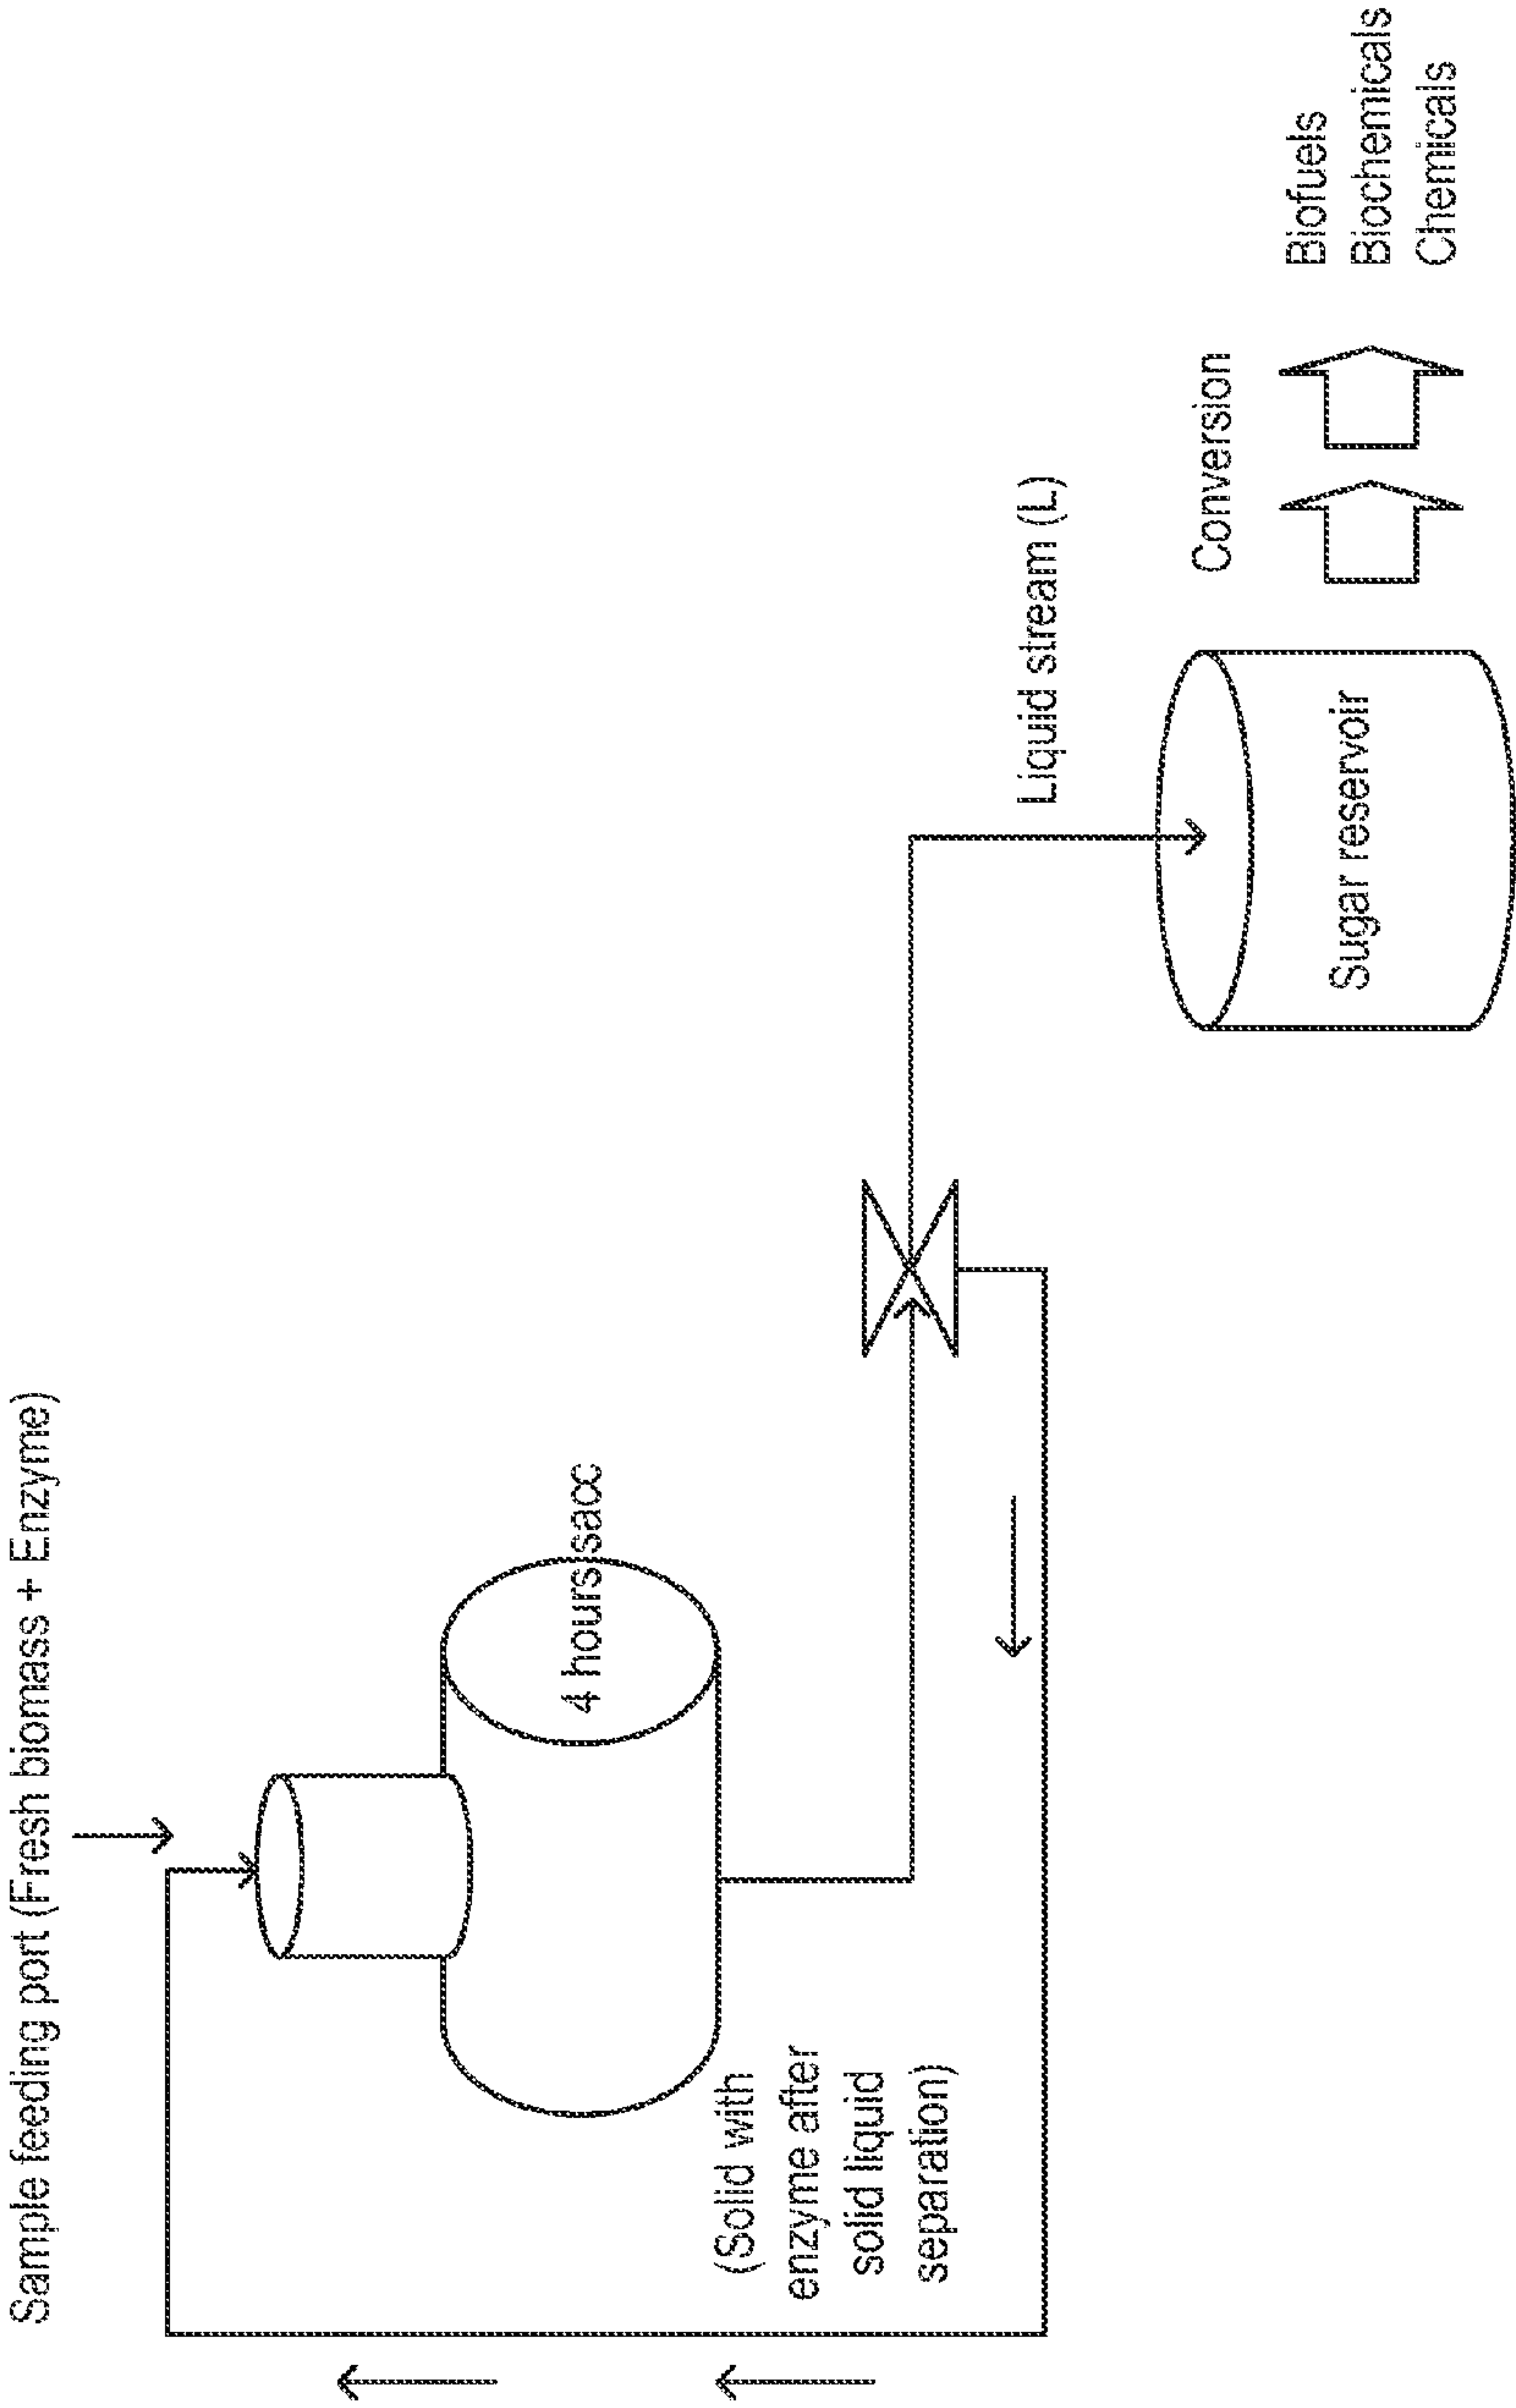 Sample feeding port (Fresh biomass + Enzyme)
4 hours sacc
(Solid with
enzyme after
solid liquid
separation)
Liquid stream (L)
Sugar reservoir
Conversion
Biofuels
Biochemicals
Chemicals